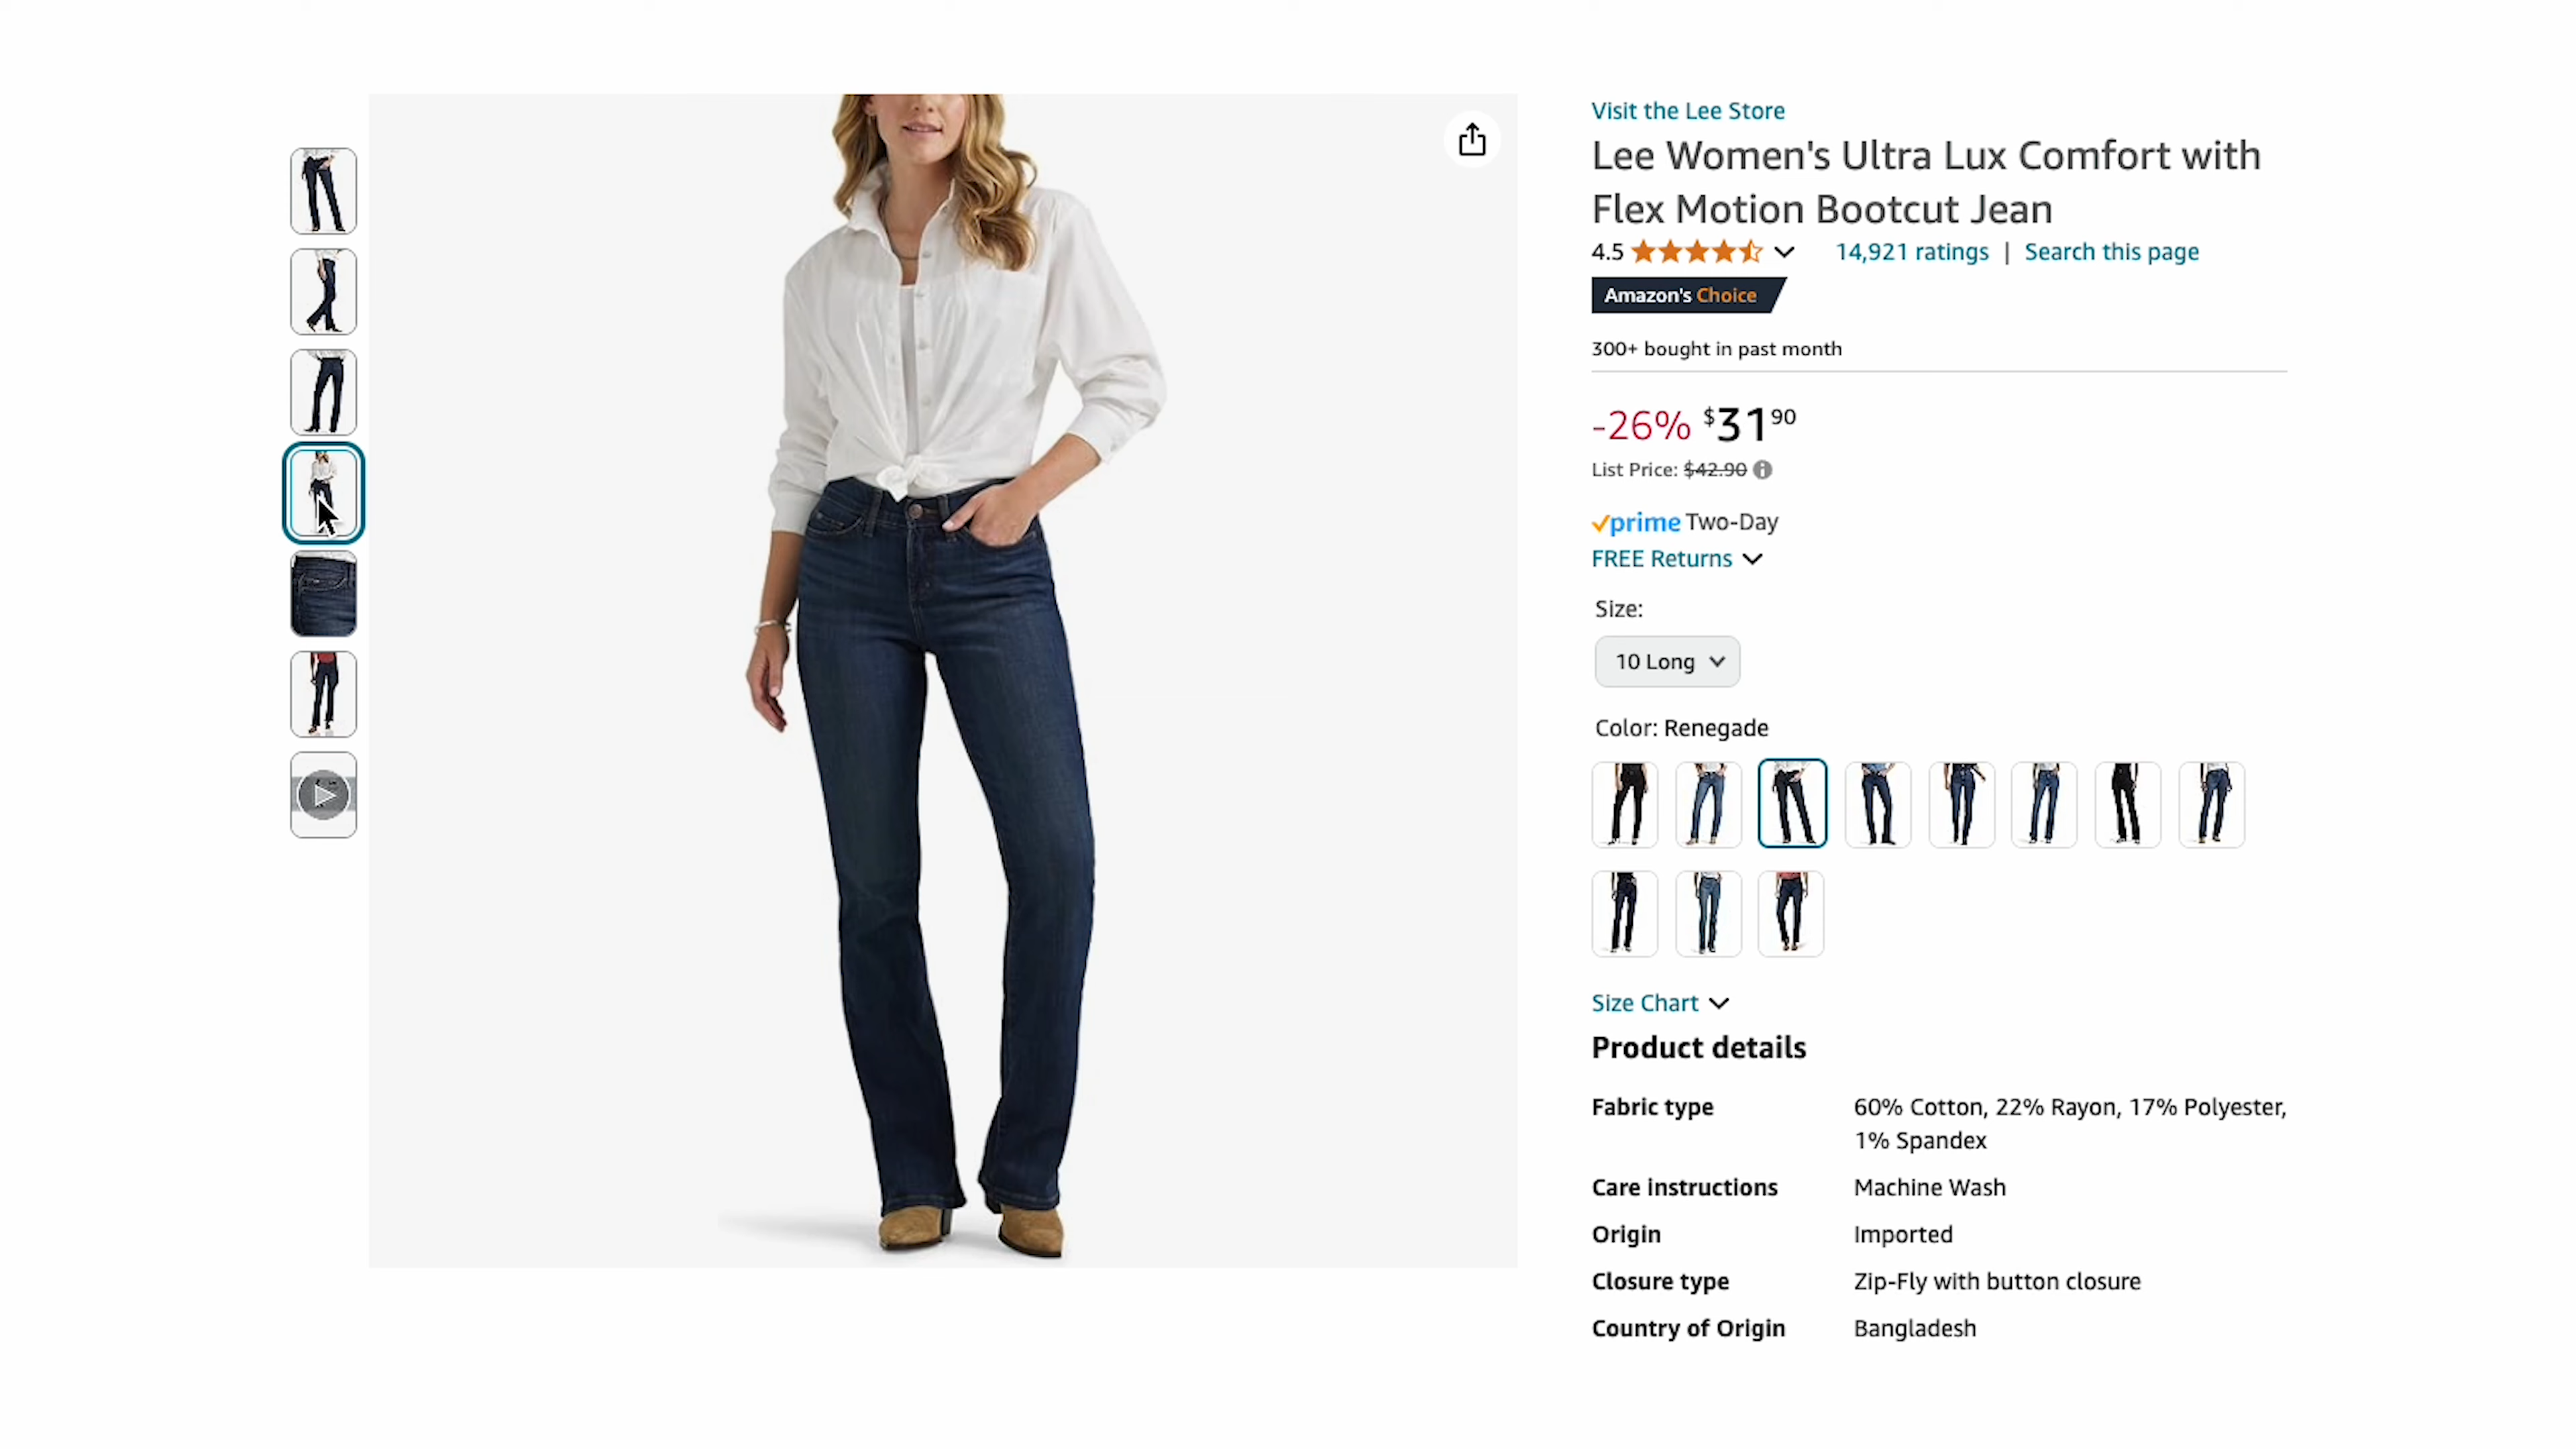 Visit the Lee Store
Lee Women's Ultra Lux Comfort with
Flex Motion Bootcut Jean
4.5 14,921 ratings | Search this page
Amazon's Choice
300+ bought in past month
-26% $31 90
List Price: $42.90
prime Two-Day
FREE Returns
Size:
10 Long
Color: Renegade
Size Chart
Product details
Fabric type 60% Cotton, 22% Rayon, 17% Polyester,
1% Spandex
Care instructions Machine Wash
Origin Imported
Closure type Zip-Fly with button closure
Country of Origin Bangladesh